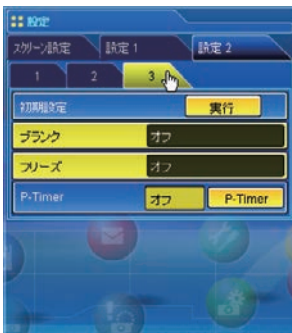 設定
スクリーン設定 設定 1 設定 2
1 2 3
初期設定 実行
ブランク オフ
フリーズ オフ
P-Timer オフ P-Timer